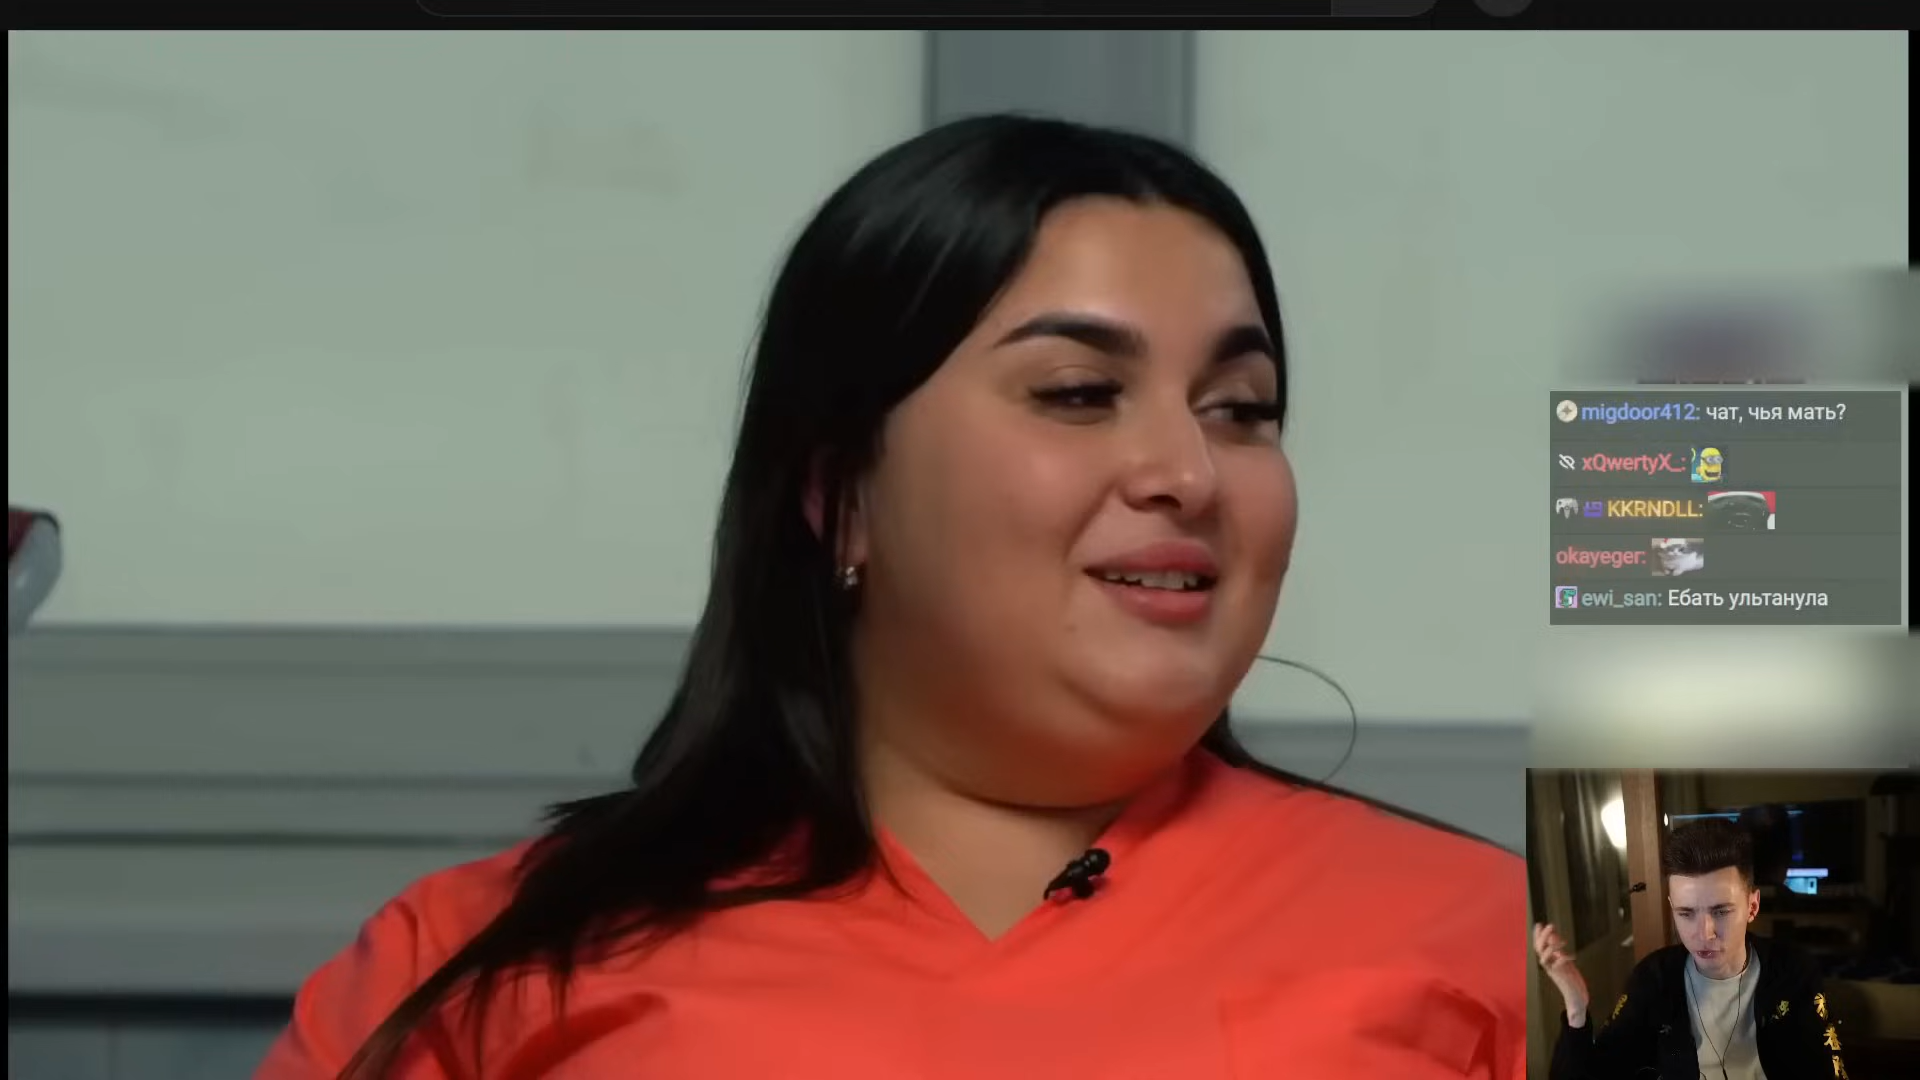 migdoor412: чат, чья мать?
xQwertyX_:
KKRNDLL:
okayeger:
ewi_san: Ебать ультанула